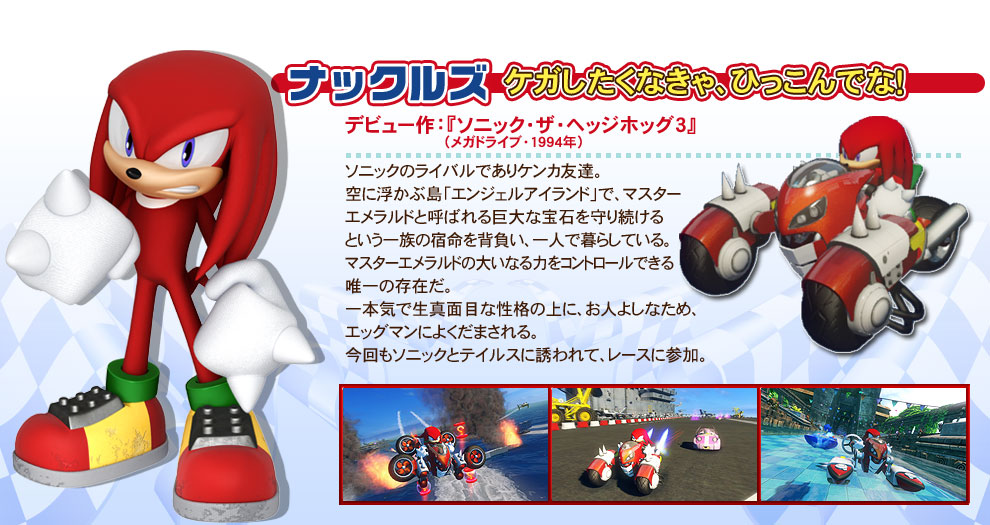 ナックルズ ケガしたくなきゃ、ひっこんでな!
デビュー作:『ソニック・ザ・ヘッジホッグ3』
(メガドライブ・1994年)
ソニックのライバルでありケンカ友達。
空に浮かぶ島「エンジェルアイランド」で、マスター
エメラルドと呼ばれる巨大な宝石を守り続ける
という一族の宿命を背負い、一人で暮らしている。
マスターエメラルドの大いなる力をコントロールできる
唯一の存在だ。
一本気で生真面目な性格の上に、お人よしなため、
エッグマンによくだまされる。
今回もソニックとテイルスに誘われて、レースに参加。